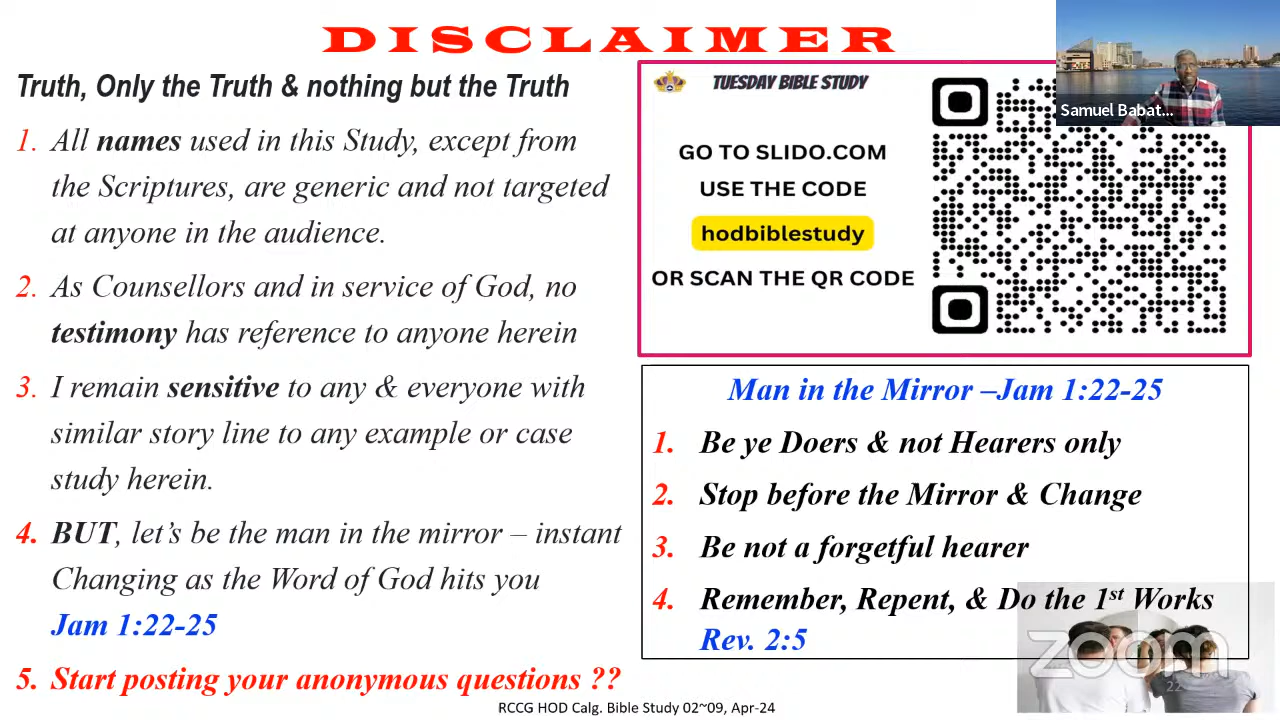 DISCLAIMER
Truth, Only the Truth & nothing but the Truth
1. All names used in this Study, except from
the Scriptures, are generic and not targeted
at anyone in the audience.
2. As Counsellors and in service of God, no
testimony has reference to anyone herein
3. I remain sensitive to any & everyone with
similar story line to any example or case
study herein.
4. BUT, let's be the man in the mirror – instant
Changing as the Word of God hits you
Jam 1:22-25
5. Start posting your anonymous questions ??
TUESDAY BIBLE STUDY
GO TO SLIDO.COM
USE THE CODE
hodbiblestudy
OR SCAN THE QR CODE
Samuel Babat...
Man in the Mirror –Jam 1:22-25
1. Be ye Doers & not Hearers only
2. Stop before the Mirror & Change
3. Be not a forgetful hearer
4. Remember, Repent, & Do the 1st Works
Rev. 2:5
zoom
22
RCCG HOD Calg. Bible Study 02~09, Apr-24